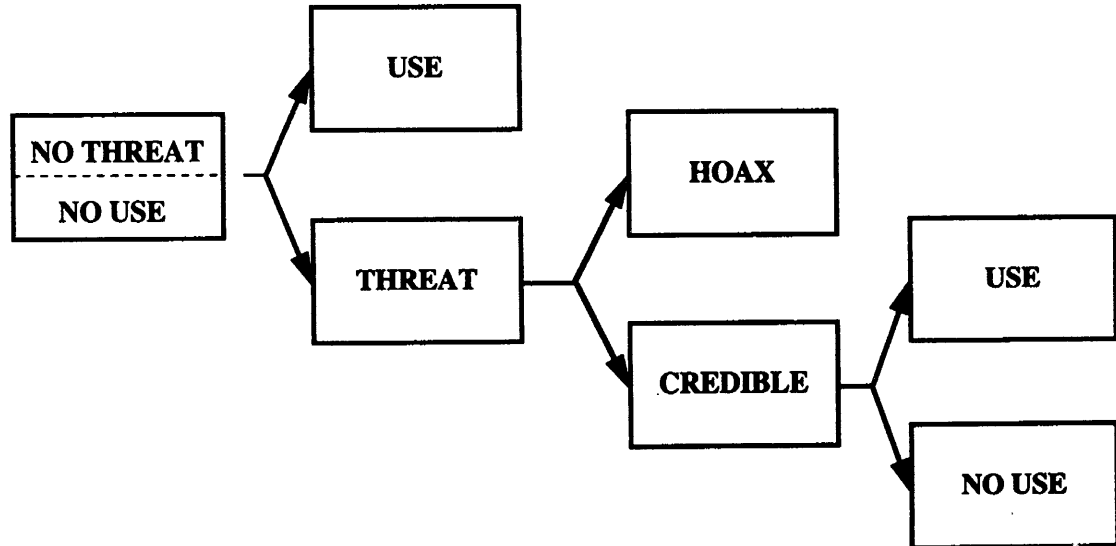 USE
NO THREAT
NO USE
HOAX
THREAT
USE
CREDIBLE
NO USE